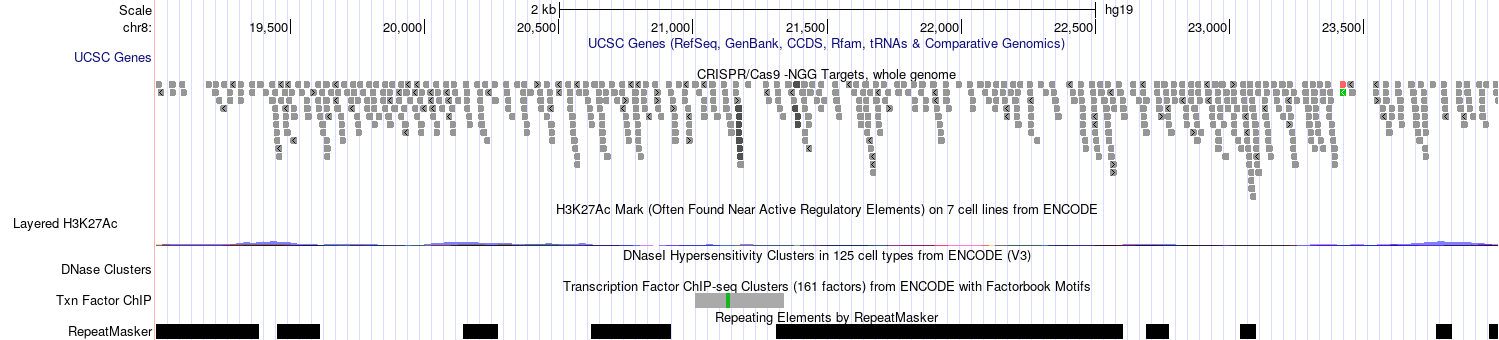 Scale 2 kb hg19
chr8: 19,500 20,000 20,500 21,000 21,500 22,000 22,500 23,000 23,500
UCSC Genes (RefSeq, GenBank, CCDS, Rfam, tRNAs & Comparative Genomics)
UCSC Genes
CRISPR/Cas9 -NGG Targets, whole genome
H3K27Ac Mark (Often Found Near Active Regulatory Elements) on 7 cell lines from ENCODE
Layered H3K27Ac
DNaseI Hypersensitivity Clusters in 125 cell types from ENCODE (V3)
DNase Clusters
Transcription Factor ChIP-seq Clusters (161 factors) from ENCODE with Factorbook Motifs
Txn Factor ChIP
Repeating Elements by RepeatMasker
RepeatMasker